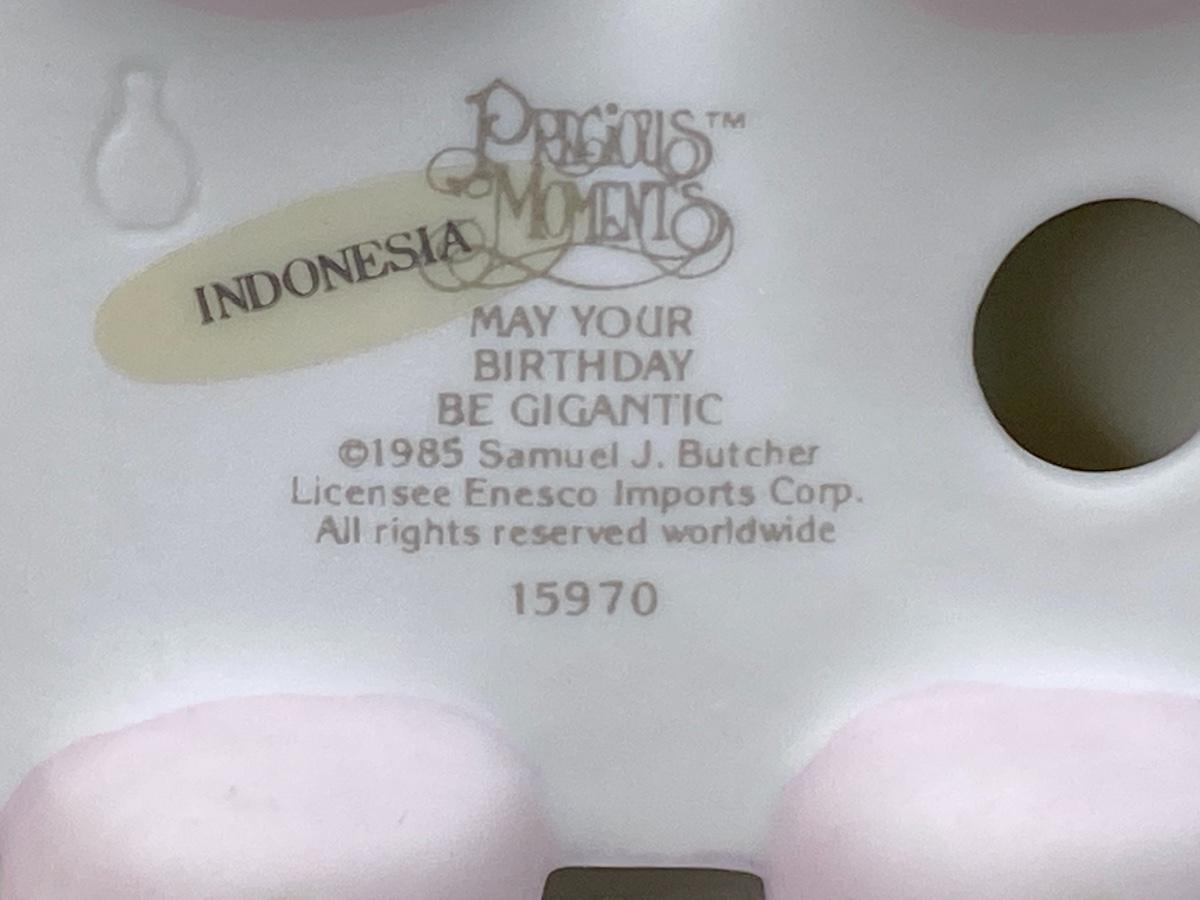 PRECIOUS™
MOMENTS
INDONESIA
MAY YOUR
BIRTHDAY
BE GIGANTIC
©1985 Samuel J. Butcher
Licensee Enesco Imports Corp.
All rights reserved worldwide
15970